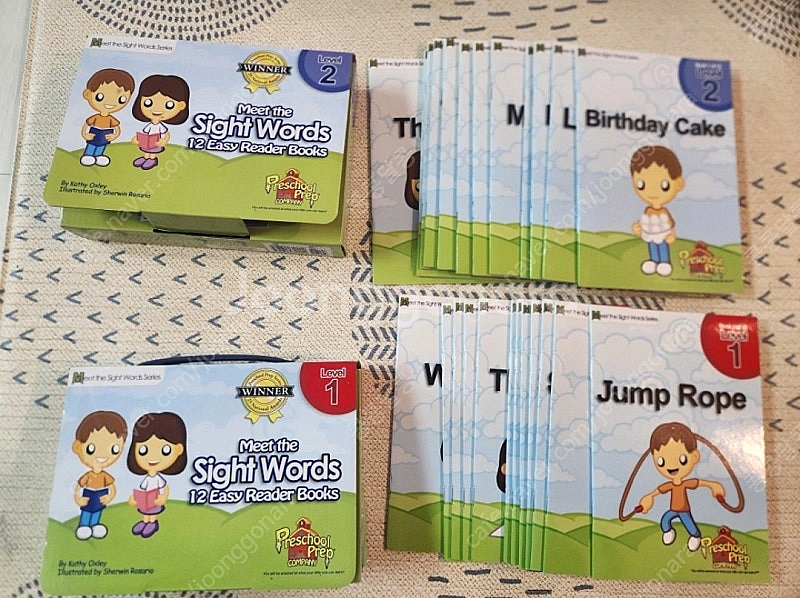 Meet the Sight Words Series
WINNER
Level
2
Meet the
Sight Words
12 Easy Reader Books
By Kathy Oxley
Illustrated by Sherwin Rosario
Preschool
Prep
COMPANY
Th
M
L
Birthday Cake
Level
2
Preschool
Prep
Meet the Sight Words Series
WINNER
Level
1
Meet the
Sight Words
12 Easy Reader Books
By Kathy Oxley
Illustrated by Sherwin Rosario
Preschool
Prep
COMPANY
W
T
Meet the Sight Words Series
Level
1
Jump Rope
Preschool
Prep